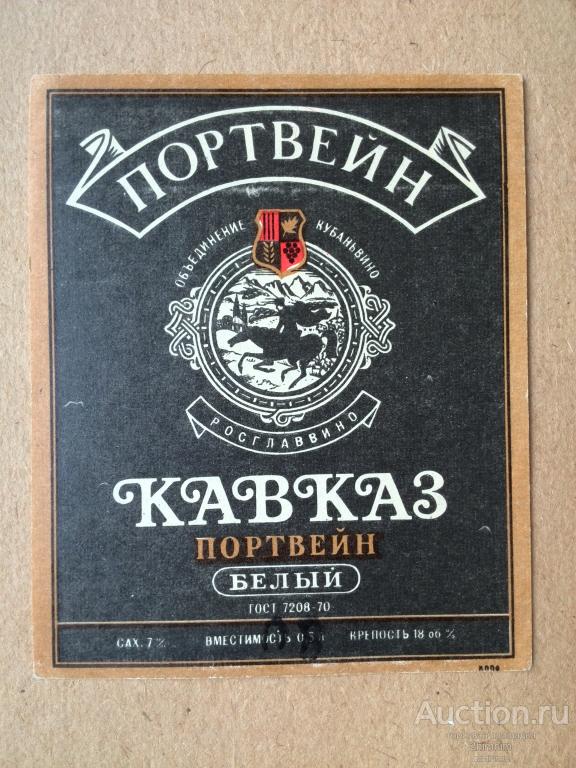 ПОРТВЕЙН
ОБЪЕДИНЕНИЕ КУБАНЬВИНО
РОСГЛАВВИНО
КАВКАЗ
ПОРТВЕЙН
БЕЛЫЙ
ГОСТ 7208-70
САХ. 7% ВМЕСТИМОСТЬ 0,5 л КРЕПОСТЬ 18 об %
Auction.ru